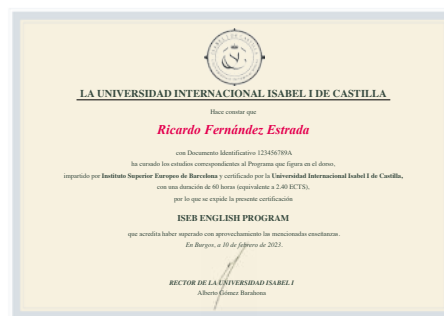 LA UNIVERSIDAD INTERNACIONAL ISABEL I DE CASTILLA
Hace constar que
Ricardo Fernández Estrada
con Documento Identificativo 123456789A
ha cursado los estudios correspondientes al Programa que figura en el dorso,
impartido por Instituto Superior Europeo de Barcelona y certificado por la Universidad Internacional Isabel I de Castilla,
con una duración de 60 horas (equivalente a 2.40 ECTS),
por lo que se expide la presente certificación
ISEB ENGLISH PROGRAM
que acredita haber superado con aprovechamiento las mencionadas enseñanzas.
En Burgos, a 10 de febrero de 2023.
RECTOR DE LA UNIVERSIDAD ISABEL I
Alberto Gómez Barahona